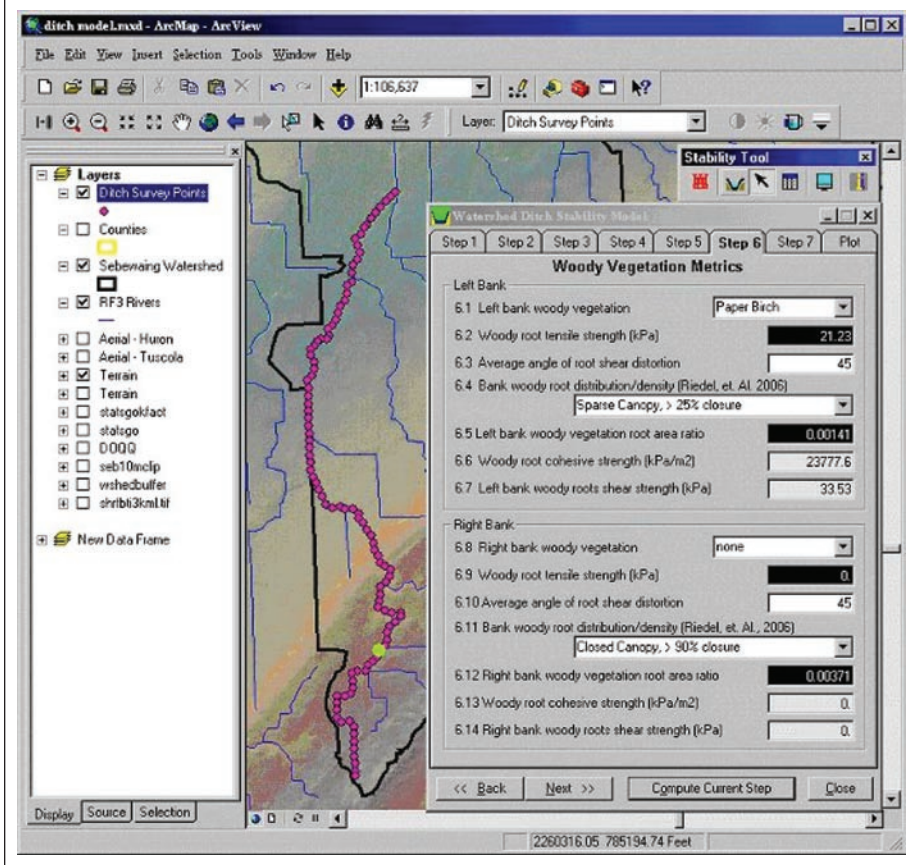 ditch model.mxd - ArcMap - ArcView
File Edit View Insert Selection Tools Window Help
1:106,637
Layer: Ditch Survey Points
Layers
Ditch Survey Points
Counties
Sebewaing Watershed
RF3 Rivers
Aerial - Huron
Aerial - Tuscola
Terrain
Terrain
statsgokfact
statsgo
DOQQ
seb10mclip
wshedbuffer
New Data Frame
Display Source Selection
Stability Tool
Watershed Ditch Stability Model
Step 1 Step 2 Step 3 Step 4 Step 5 Step 6 Step 7 Plot
Woody Vegetation Metrics
Left Bank
6.1 Left bank woody vegetation Paper Birch
6.2 Woody root tensile strength (kPa) 21.23
6.3 Average angle of root shear distortion 45
6.4 Bank woody root distribution/density (Riedel, et. Al. 2006)
Sparse Canopy, > 25% closure
6.5 Left bank woody vegetation root area ratio 0.00141
6.6 Woody root cohesive strength (kPa/m2) 23777.6
6.7 Left bank woody roots shear strength (kPa) 33.53
Right Bank
6.8 Right bank woody vegetation none
6.9 Woody root tensile strength (kPa) 0.
6.10 Average angle of root shear distortion 45
6.11 Bank woody root distribution/density (Riedel, et. Al., 2006)
Closed Canopy, > 90% closure
6.12 Right bank woody vegetation root area ratio 0.00371
6.13 Woody root cohesive strength (kPa/m2) 0.
6.14 Right bank woody roots shear strength (kPa) 0.
<< Back Next >> Compute Current Step Close
2260316.05 785194.74 Feet